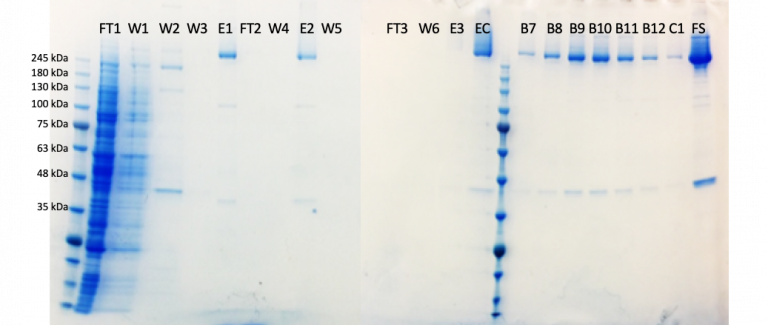 FT1 W1 W2 W3 E1 FT2 W4 E2 W5 FT3 W6 E3 EC B7 B8 B9 B10 B11 B12 C1 FS
245 kDa
180 kDa
130 kDa
100 kDa
75 kDa
63 kDa
48 kDa
35 kDa